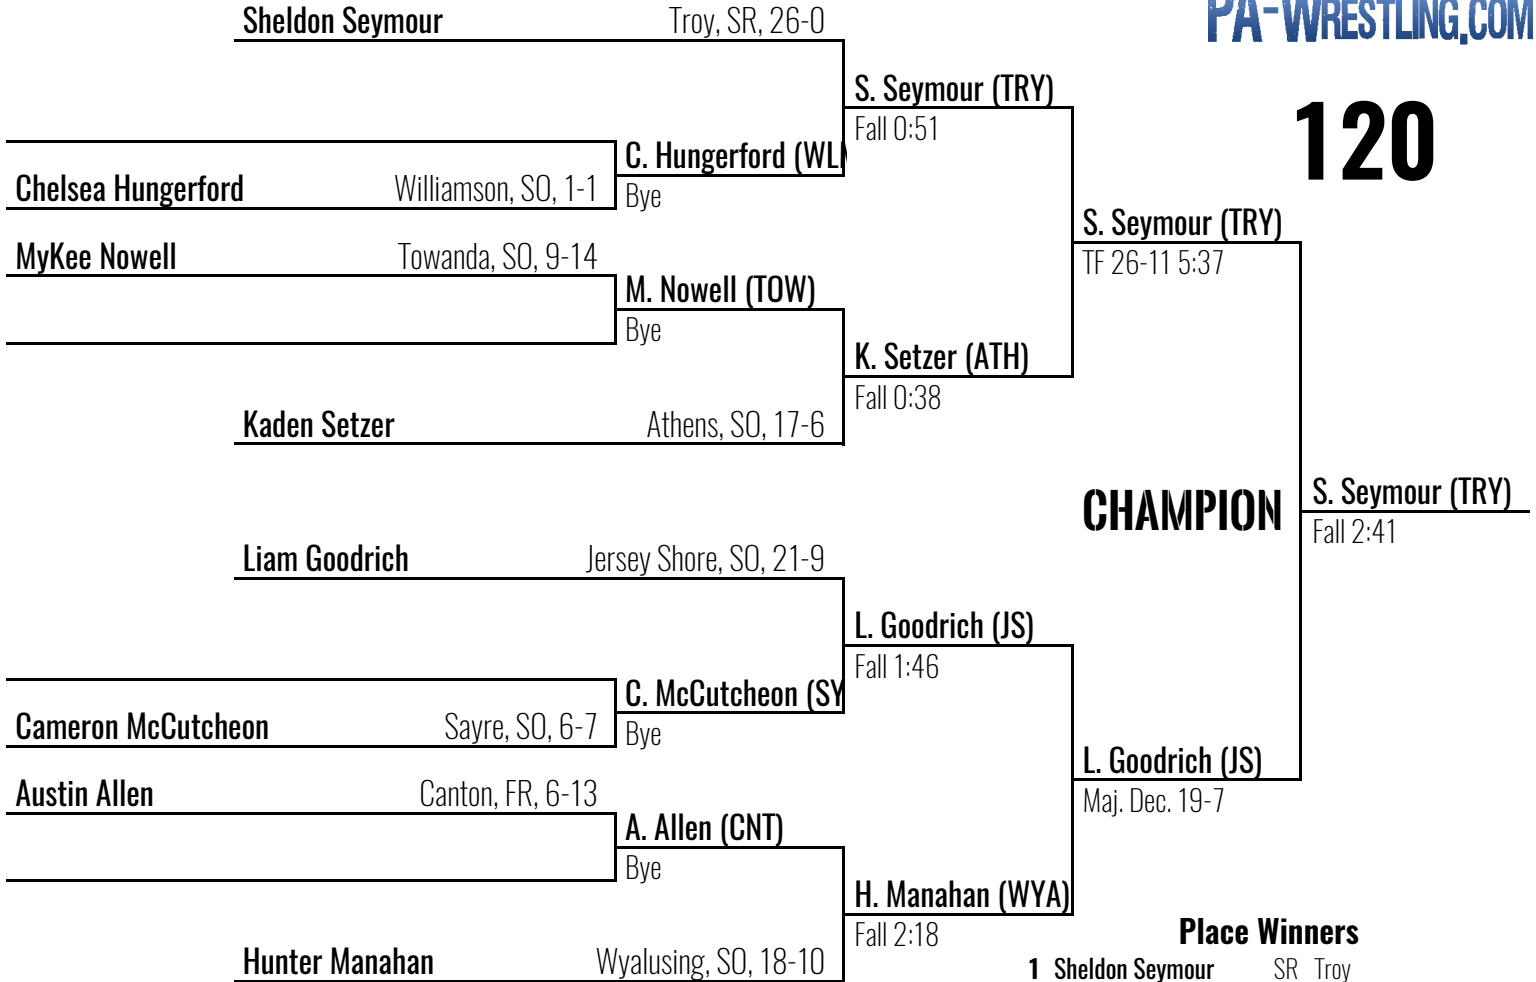 PA-WRESTLING.COM
120
Sheldon Seymour Troy, SR, 26-0
S. Seymour (TRY)
Fall 0:51
C. Hungerford (WL
Chelsea Hungerford Williamson, SO, 1-1
Bye
S. Seymour (TRY)
TF 26-11 5:37
MyKee Nowell Towanda, SO, 9-14
M. Nowell (TOW)
Bye
K. Setzer (ATH)
Fall 0:38
Kaden Setzer Athens, SO, 17-6
CHAMPION
S. Seymour (TRY)
Fall 2:41
Liam Goodrich Jersey Shore, SO, 21-9
L. Goodrich (JS)
Fall 1:46
C. McCutcheon (SY
Cameron McCutcheon Sayre, SO, 6-7
Bye
L. Goodrich (JS)
Maj. Dec. 19-7
Austin Allen Canton, FR, 6-13
A. Allen (CNT)
Bye
H. Manahan (WYA)
Fall 2:18
Hunter Manahan Wyalusing, SO, 18-10
Place Winners
1 Sheldon Seymour SR Troy